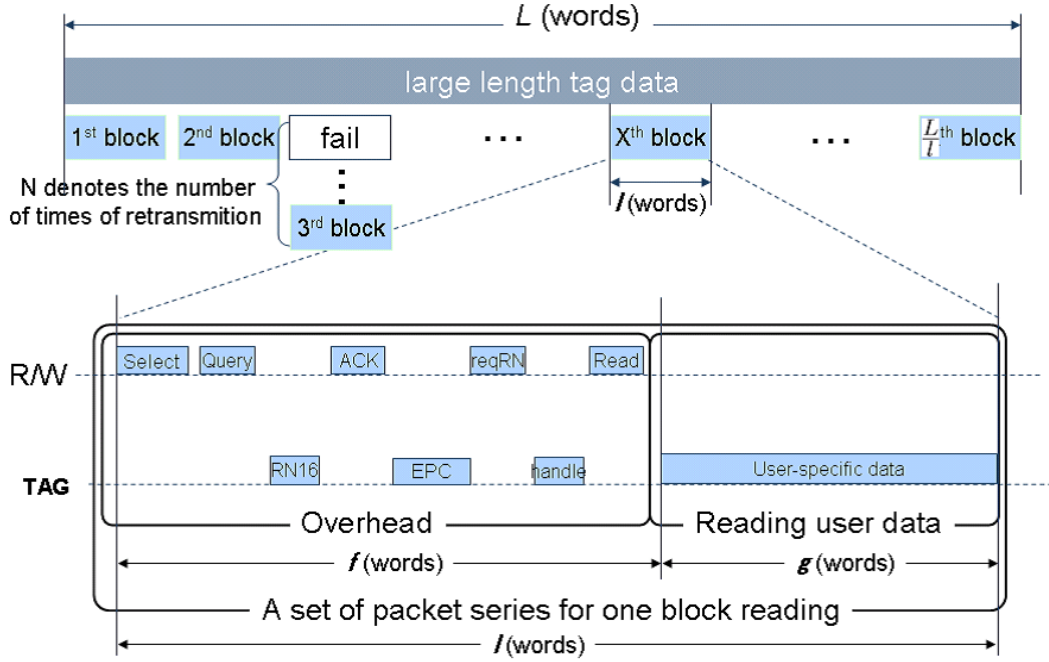 L (words)
large length tag data
1st block 2nd block fail ... Xth block ... L/l th block
N denotes the number
of times of retransmition
l (words)
3rd block
Select Query ACK reqRN Read
R/W
RN16 EPC handle User-specific data
TAG
Overhead Reading user data
f (words) g (words)
A set of packet series for one block reading
l (words)